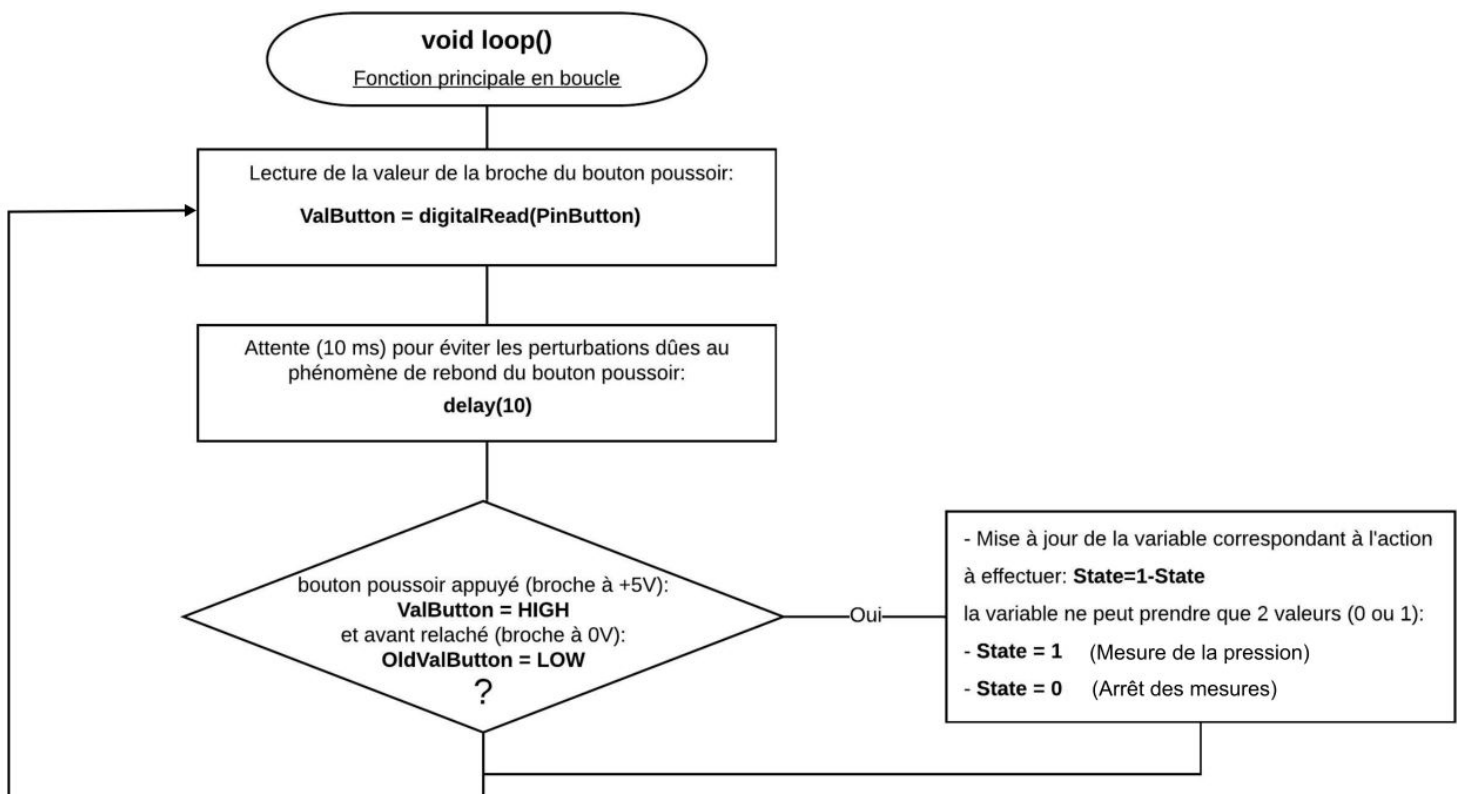 void loop()
Fonction principale en boucle
Lecture de la valeur de la broche du bouton poussoir:
ValButton = digitalRead(PinButton)
Attente (10 ms) pour éviter les perturbations dûes au
phénomène de rebond du bouton poussoir:
delay(10)
bouton poussoir appuyé (broche à +5V):
ValButton = HIGH
et avant relaché (broche à 0V):
OldValButton = LOW
?
Oui
- Mise à jour de la variable correspondant à l'action
à effectuer: State=1-State
la variable ne peut prendre que 2 valeurs (0 ou 1):
- State = 1 (Mesure de la pression)
- State = 0 (Arrêt des mesures)